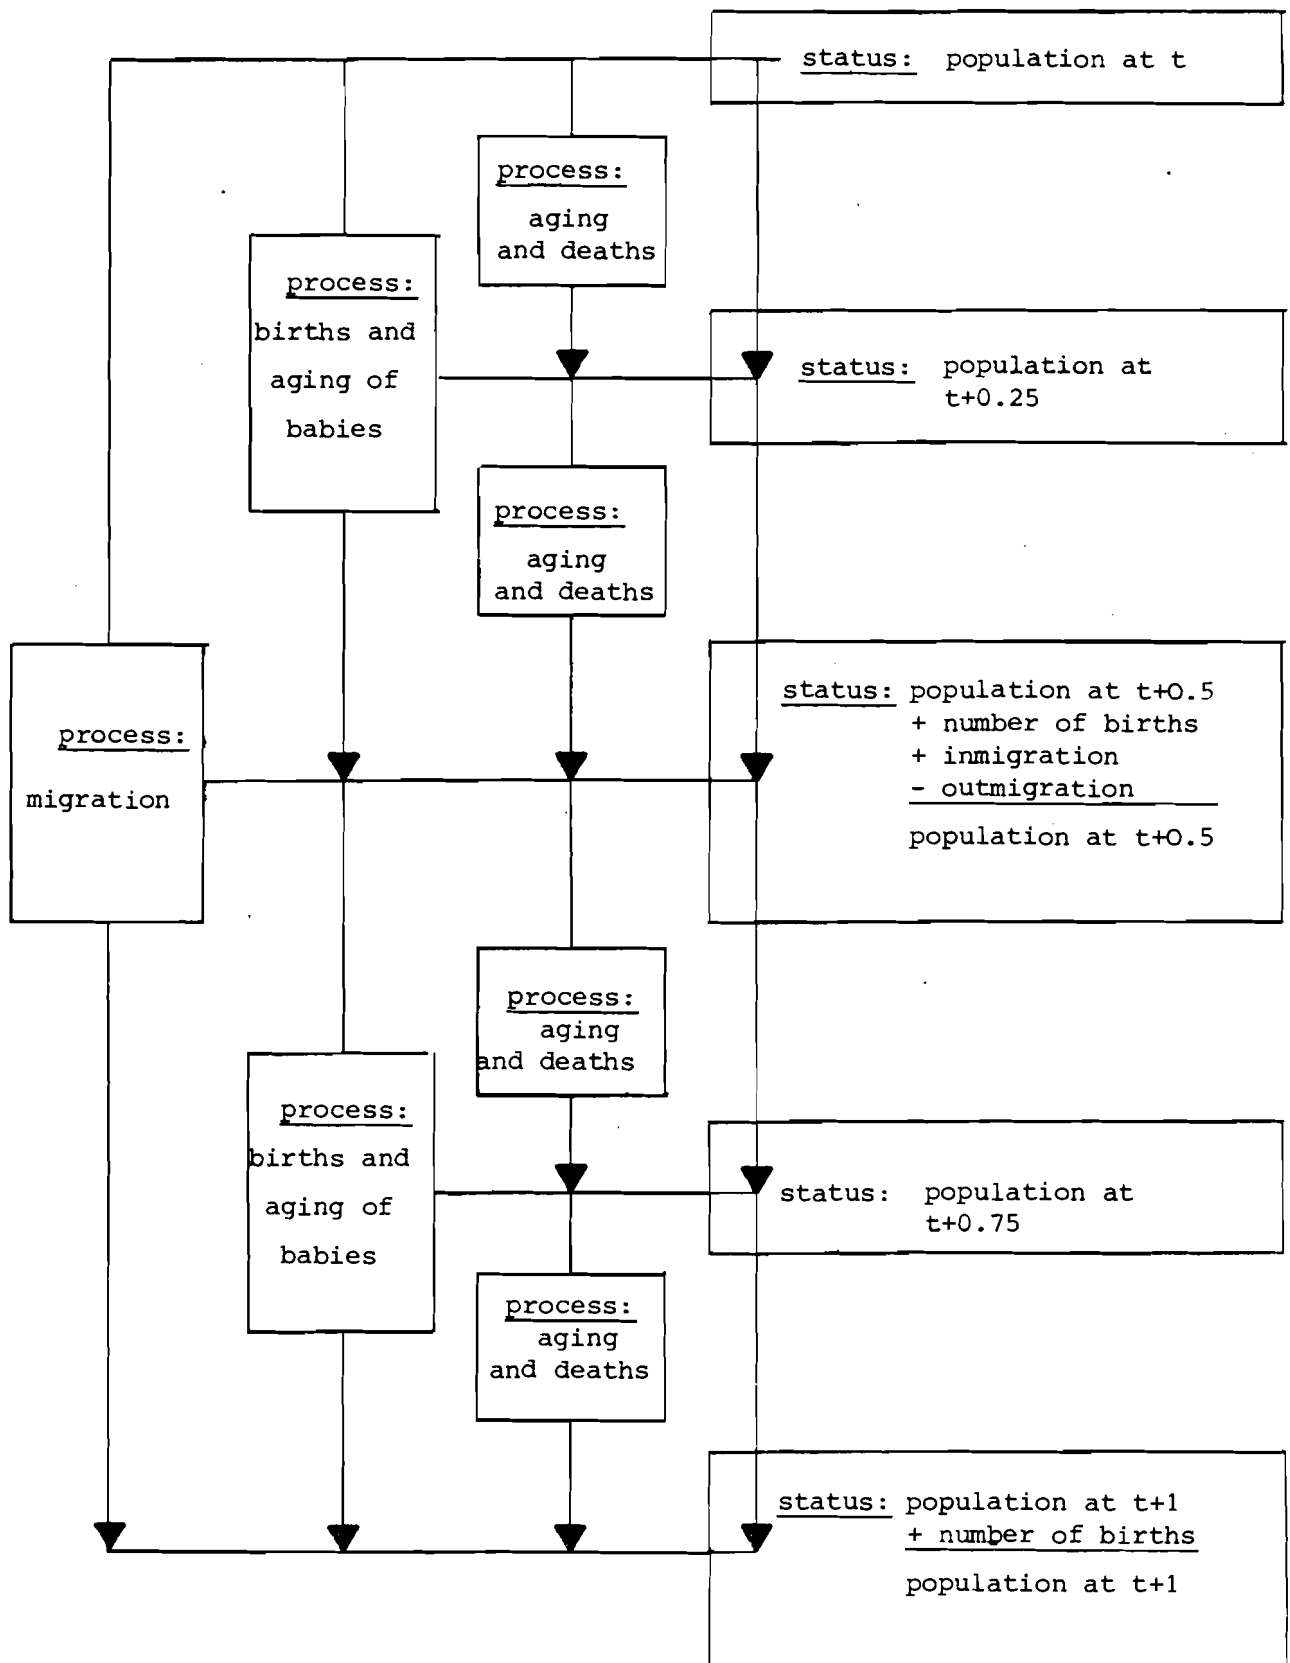 status: population at t
process:
aging
and deaths
process:
births and
aging of
babies
status: population at
t+0.25
process:
aging
and deaths
process:
migration
status: population at t+0.5
+ number of births
+ inmigration
- outmigration
population at t+0.5
process:
aging
and deaths
process:
births and
aging of
babies
status: population at
t+0.75
process:
aging
and deaths
status: population at t+1
+ number of births
population at t+1